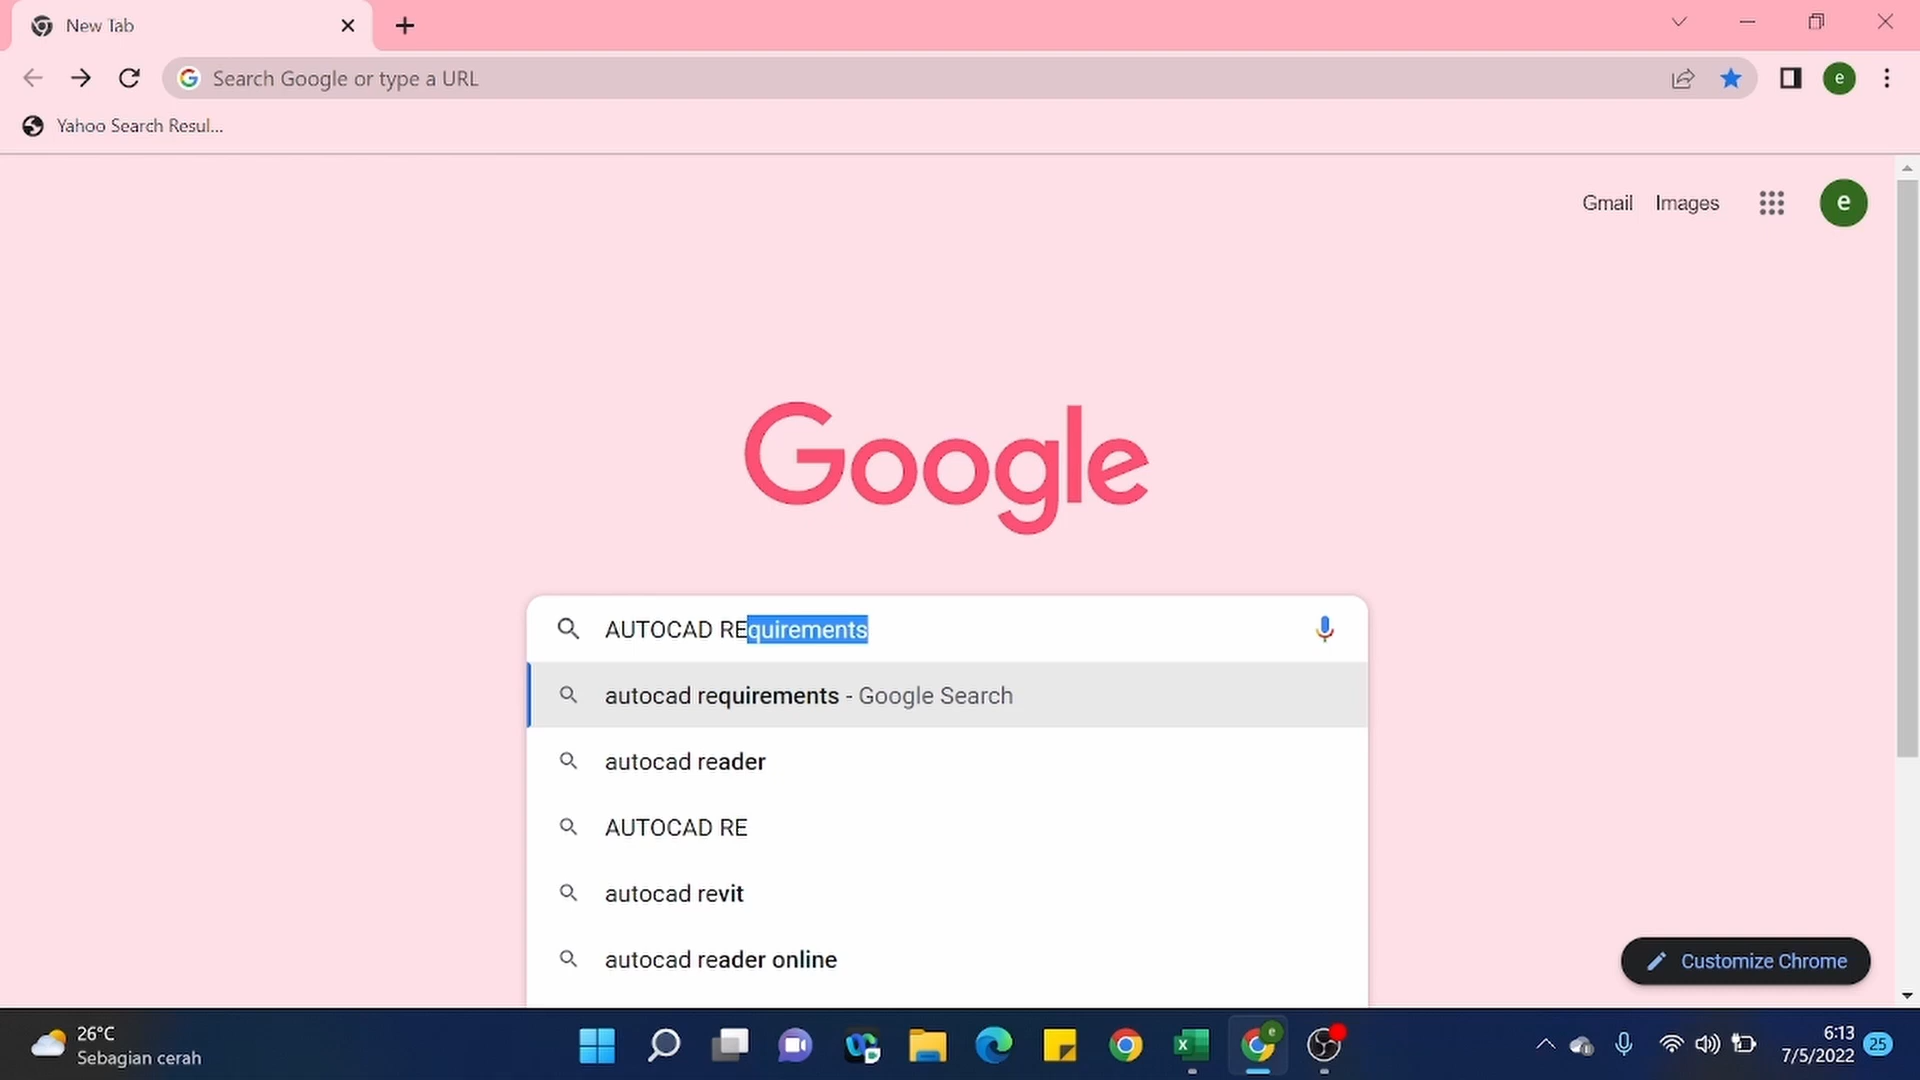 New Tab
Search Google or type a URL
e
Yahoo Search Resul...
Gmail Images
e
Google
AUTOCAD REquirements
autocad requirements - Google Search
autocad reader
AUTOCAD RE
autocad revit
autocad reader online
Customize Chrome
26°C
Sebagian cerah
e
6:13
7/5/2022
25